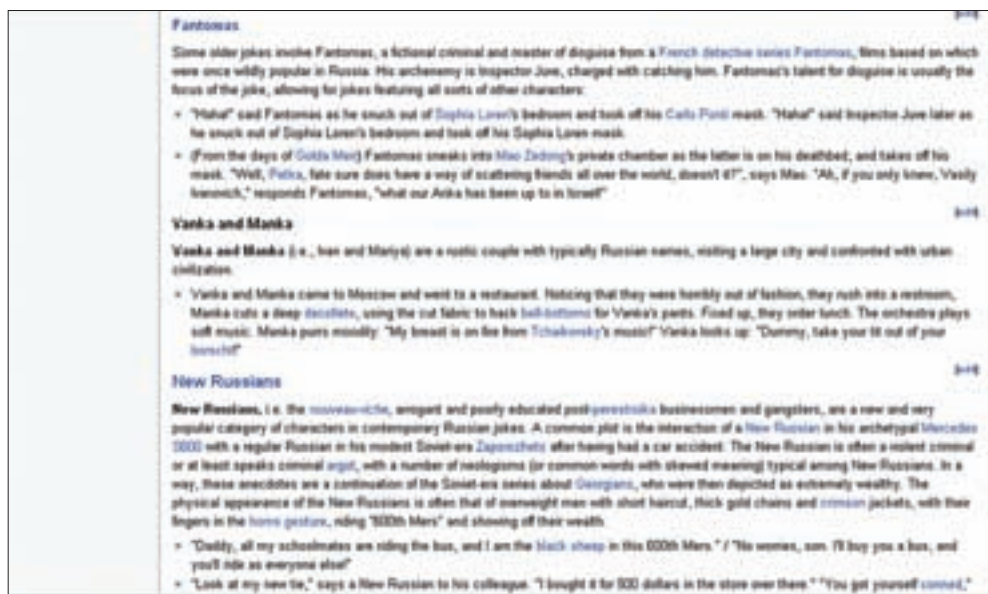 [edit]
Fantomas
Some older jokes involve Fantomas, a fictional criminal and master of disguise from a French detective series Fantomas, films based on which
were once wildly popular in Russia. His archenemy is Inspector Juve, charged with catching him. Fantomas's talent for disguise is usually the
focus of the joke, allowing for jokes featuring all sorts of other characters:
"Haha!" said Fantomas as he snuck out of Sophia Loren's bedroom and took off his Carlo Ponti mask. "Haha!" said Inspector Juve later as
he snuck out of Sophia Loren's bedroom and took off his Sophia Loren mask.
(From the days of Golda Meir) Fantomas sneaks into Mao Zedong's private chamber as the latter is on his deathbed, and takes off his
mask. "Well, Petka, fate sure does have a way of scattering friends all over the world, doesn't it?", says Mao. "Ah, if you only knew, Vasily
Ivanovich," responds Fantomas, "what our Anka has been up to in Israel!"
[edit]
Vanka and Manka
Vanka and Manka (i.e., Ivan and Mariya) are a rustic couple with typically Russian names, visiting a large city and confronted with urban
civilization.
Vanka and Manka came to Moscow and went to a restaurant. Noticing that they were horribly out of fashion, they rush into a restroom,
Manka cuts a deep decollete, using the cut fabric to hack bell-bottoms for Vanka's pants. Fixed up, they order lunch. The orchestra plays
soft music. Manka purrs moodily: "My breast is on fire from Tchaikovsky's music!" Vanka looks up: "Dummy, take your tit out of your
borscht!"
[edit]
New Russians
New Russians, i.e. the nouveau-riche, arrogant and poorly educated post-perestroika businessmen and gangsters, are a new and very
popular category of characters in contemporary Russian jokes. A common plot is the interaction of a New Russian in his archetypal Mercedes
S600 with a regular Russian in his modest Soviet-era Zaporozhets after having had a car accident. The New Russian is often a violent criminal
or at least speaks criminal argot, with a number of neologisms (or common words with skewed meaning) typical among New Russians. In a
way, these anecdotes are a continuation of the Soviet-era series about Georgians, who were then depicted as extremely wealthy. The
physical appearance of the New Russians is often that of overweight men with short haircut, thick gold chains and crimson jackets, with their
fingers in the horns gesture, riding "600th Mers" and showing off their wealth.
"Daddy, all my schoolmates are riding the bus, and I am the black sheep in this 600th Mers." / "No worries, son. I'll buy you a bus, and
you'll ride as everyone else!"
"Look at my new tie," says a New Russian to his colleague. "I bought it for 500 dollars in the store over there." "You got yourself conned,"